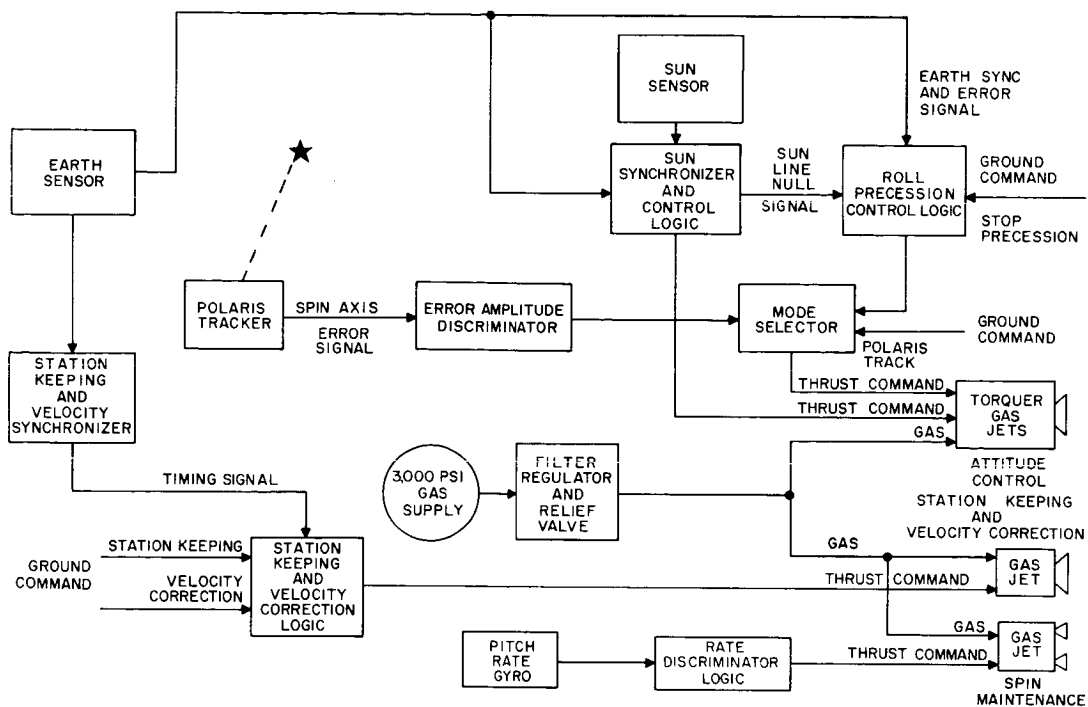 SUN
SENSOR
EARTH SYNC
AND ERROR
SIGNAL
EARTH
SENSOR
SUN
SYNCHRONIZER
AND
CONTROL
LOGIC
SUN
LINE
NULL
SIGNAL
ROLL
PRECESSION
CONTROL LOGIC
GROUND
COMMAND
STOP
PRECESSION
POLARIS
TRACKER
SPIN AXIS
ERROR
SIGNAL
ERROR AMPLITUDE
DISCRIMINATOR
MODE
SELECTOR
GROUND
COMMAND
POLARIS
TRACK
STATION
KEEPING
AND
VELOCITY
SYNCHRONIZER
THRUST COMMAND
THRUST COMMAND
GAS
TORQUER
GAS
JETS
ATTITUDE
CONTROL
TIMING SIGNAL
3,000 PSI
GAS
SUPPLY
FILTER
REGULATOR
AND
RELIEF
VALVE
STATION KEEPING
AND
VELOCITY CORRECTION
GROUND
COMMAND
STATION KEEPING
VELOCITY
CORRECTION
STATION
KEEPING
AND
VELOCITY
CORRECTION
LOGIC
GAS
THRUST COMMAND
GAS
JET
PITCH
RATE
GYRO
RATE
DISCRIMINATOR
LOGIC
GAS
THRUST COMMAND
GAS
JET
SPIN
MAINTENANCE